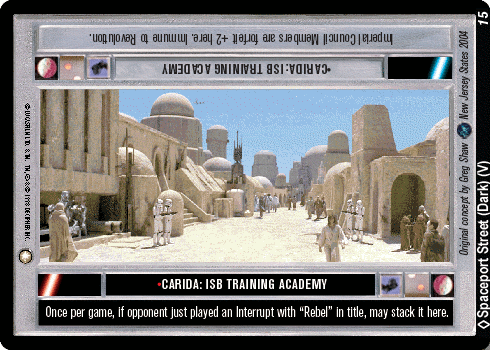 Imperial Council Members are forfeit +2 here. Immune to Revolution.
•CARIDA: ISB TRAINING ACADEMY
•CARIDA: ISB TRAINING ACADEMY
Once per game, if opponent just played an Interrupt with “Rebel” in title, may stack it here.
Original concept by Greg Shaw New Jersey States 2004
◇Spaceport Street (Dark) (V) 15